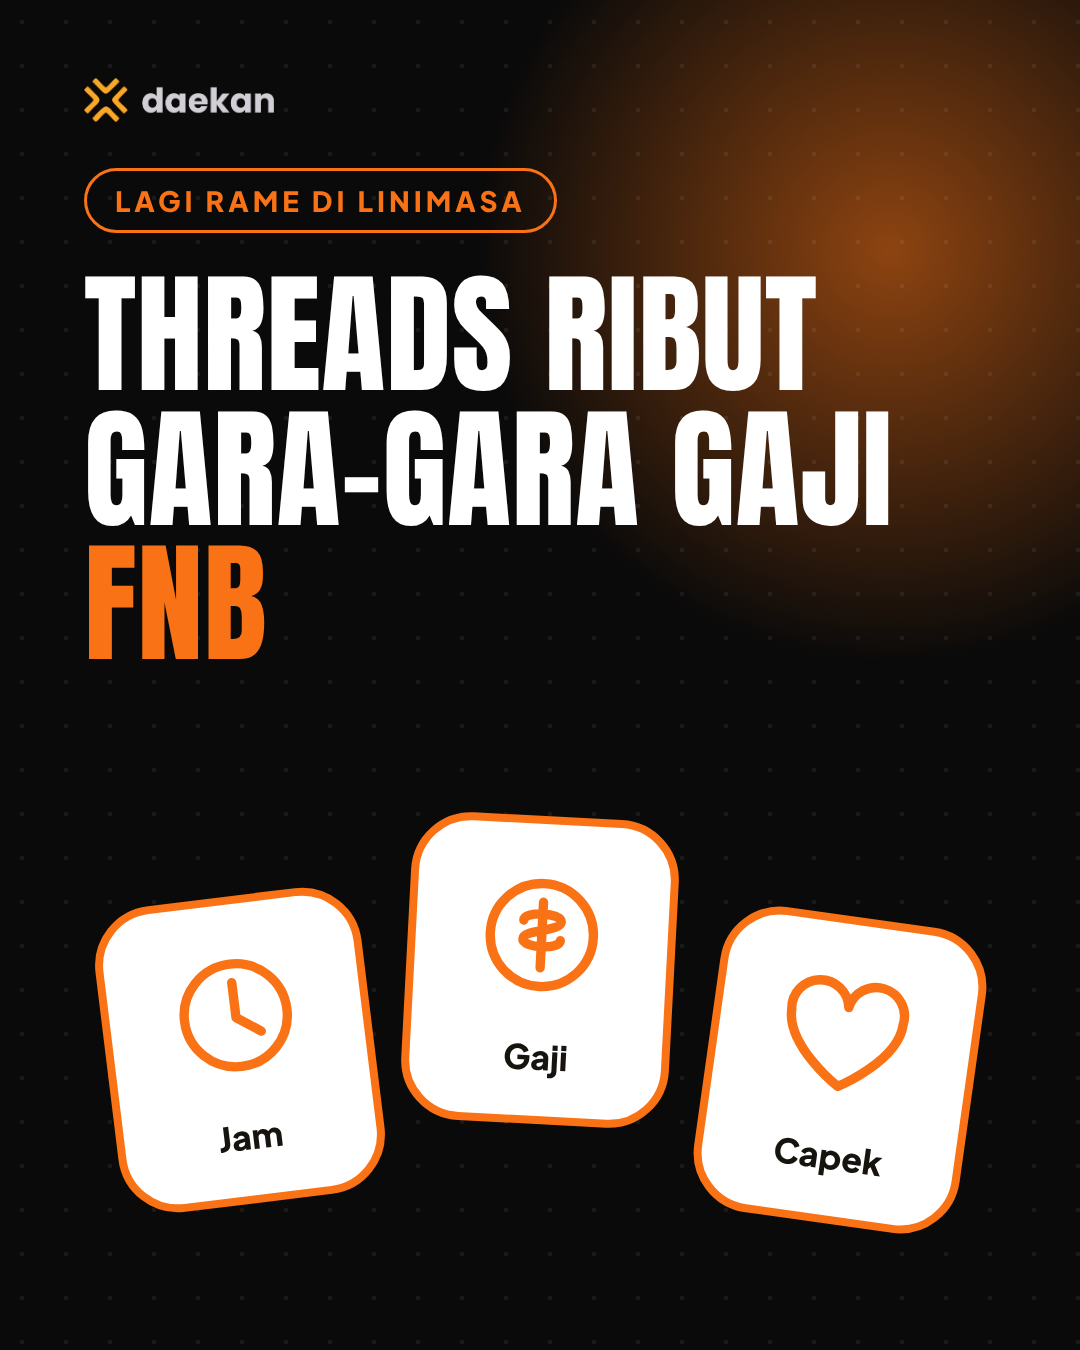 daekan
LAGI RAME DI LINIMASA
THREADS RIBUT
GARA-GARA GAJI
FNB
Jam
Gaji
Capek